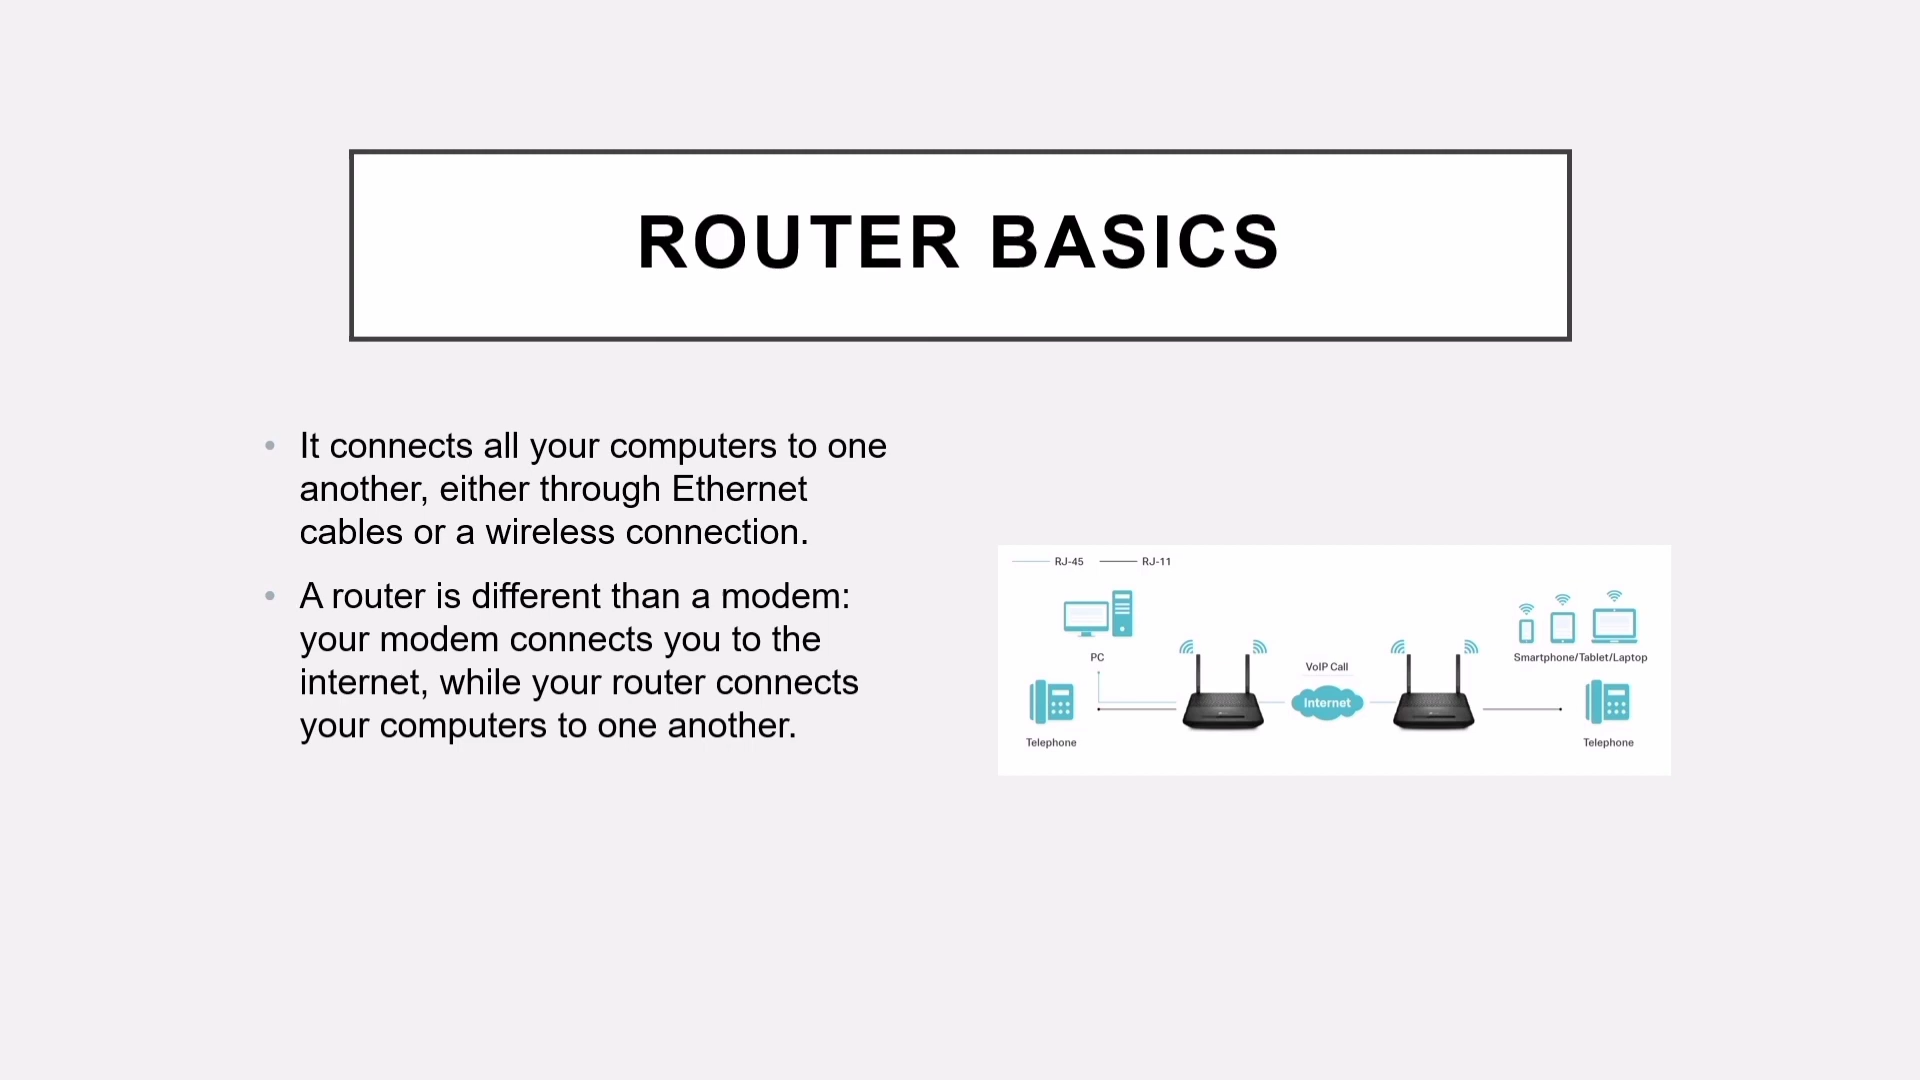 ROUTER BASICS
• It connects all your computers to one
another, either through Ethernet
cables or a wireless connection.
• A router is different than a modem:
your modem connects you to the
internet, while your router connects
your computers to one another.
RJ-45 RJ-11
PC
VoIP Call
Smartphone/Tablet/Laptop
Internet
Telephone
Telephone